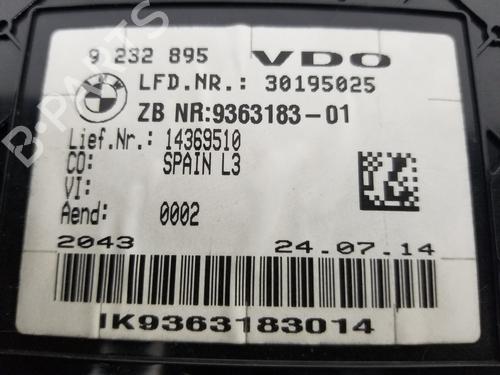 9 232 895 VDO
BMW
LFD.NR.: 30195025
ZB NR:9363183-01
Lief.Nr.: 14369510
CO: SPAIN L3
VI:
Aend: 0002
2043 24.07.14
IK9363183014
B-PARTS